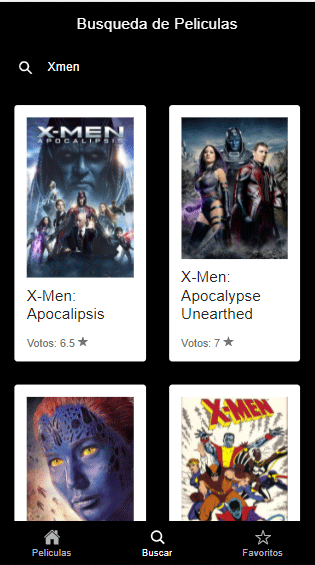 Busqueda de Peliculas
Xmen
X-MEN
APOCALIPSIS
X-Men:
Apocalipsis
Votos: 6.5
X-Men:
Apocalypse
Unearthed
Votos: 7
X-MEN
Peliculas
Buscar
Favoritos